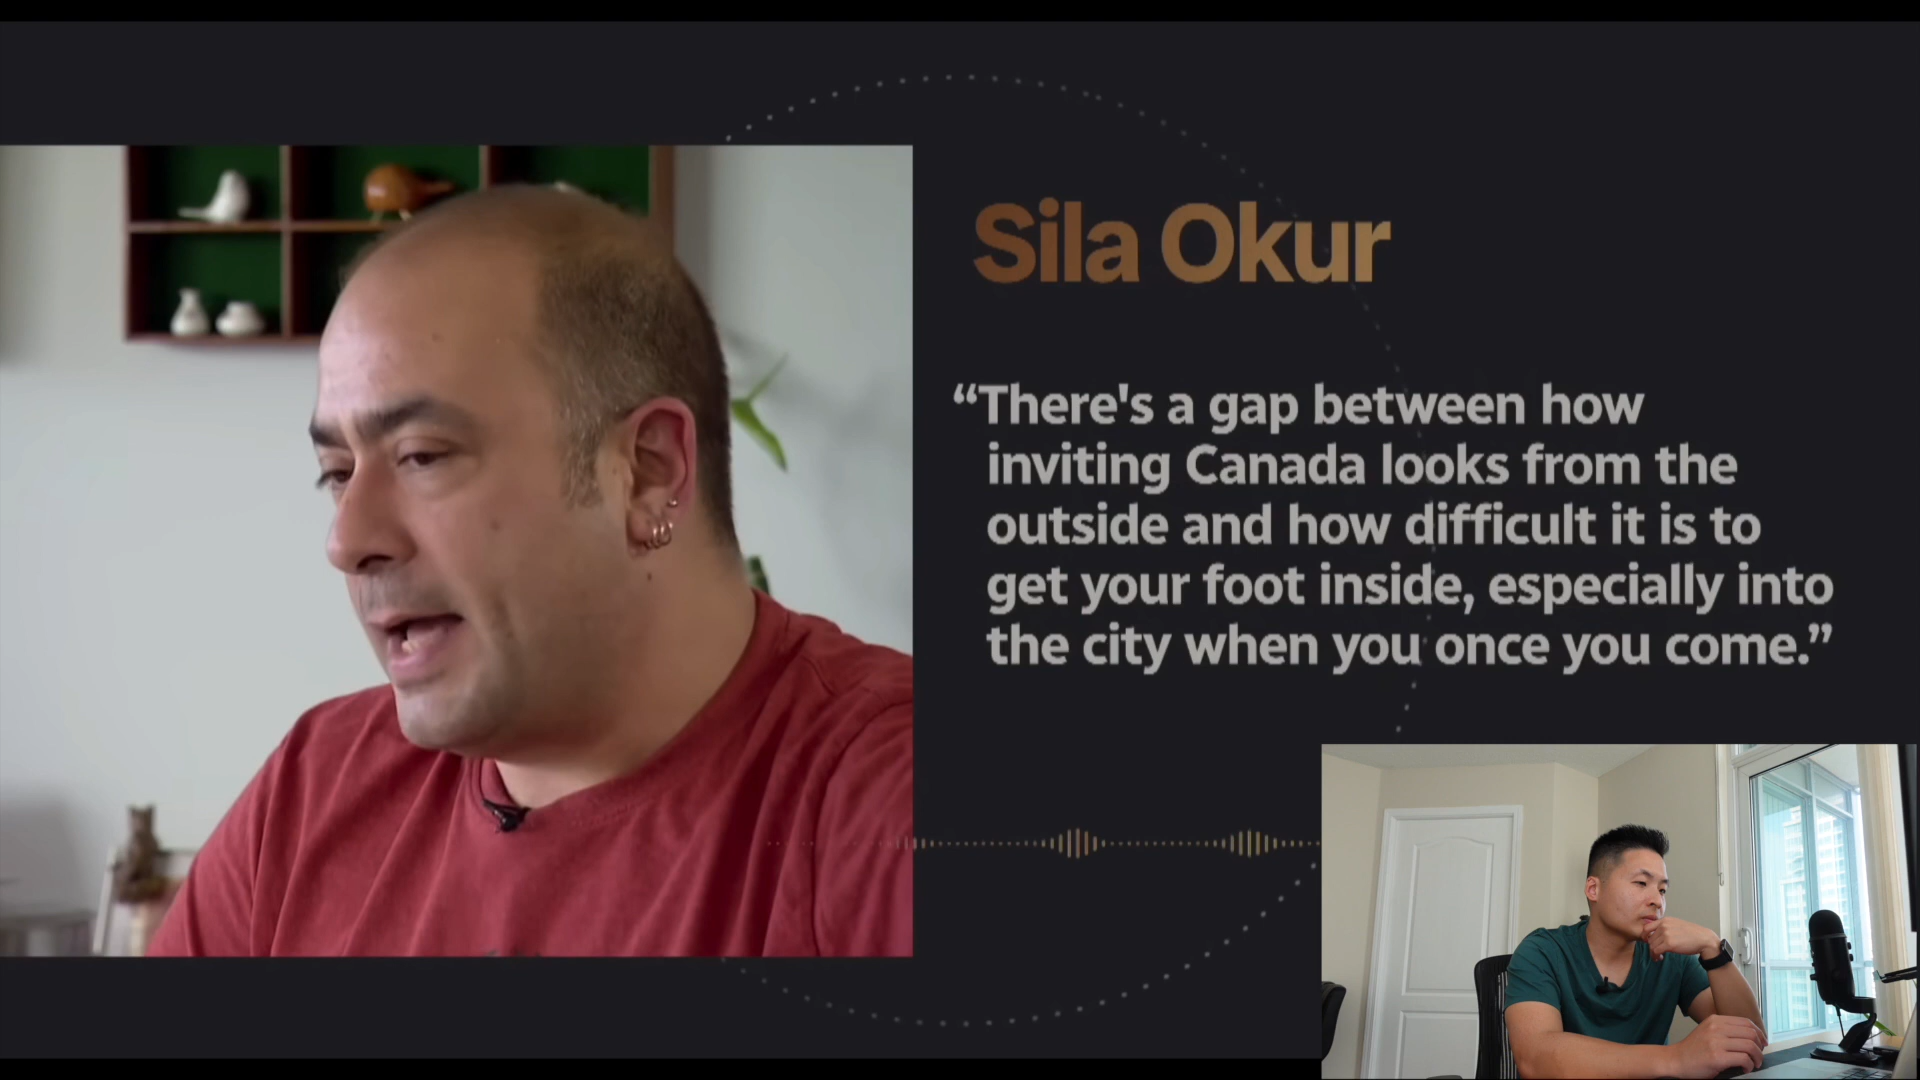 Sila Okur
“There's a gap between how
inviting Canada looks from the
outside and how difficult it is to
get your foot inside, especially into
the city when you once you come.”